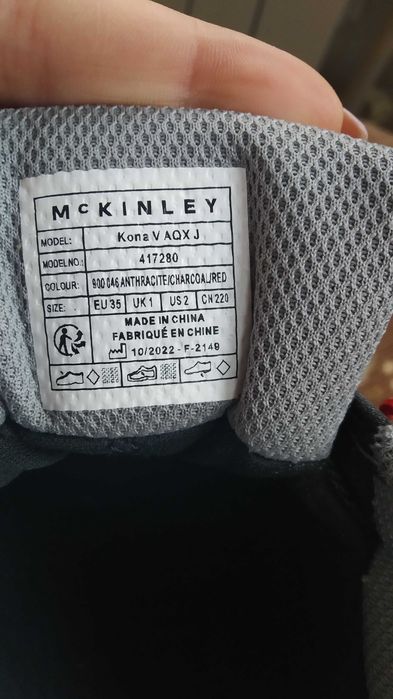 McKINLEY
MODEL: Kona V AQX J
MODEL NO.: 417280
COLOUR: 900 046 ANTHRACITE/CHARCOAL/RED
SIZE: EU 35 UK 1 US 2 CH 220
MADE IN CHINA
FABRIQUÉ EN CHINE
10/2022 - F-2149